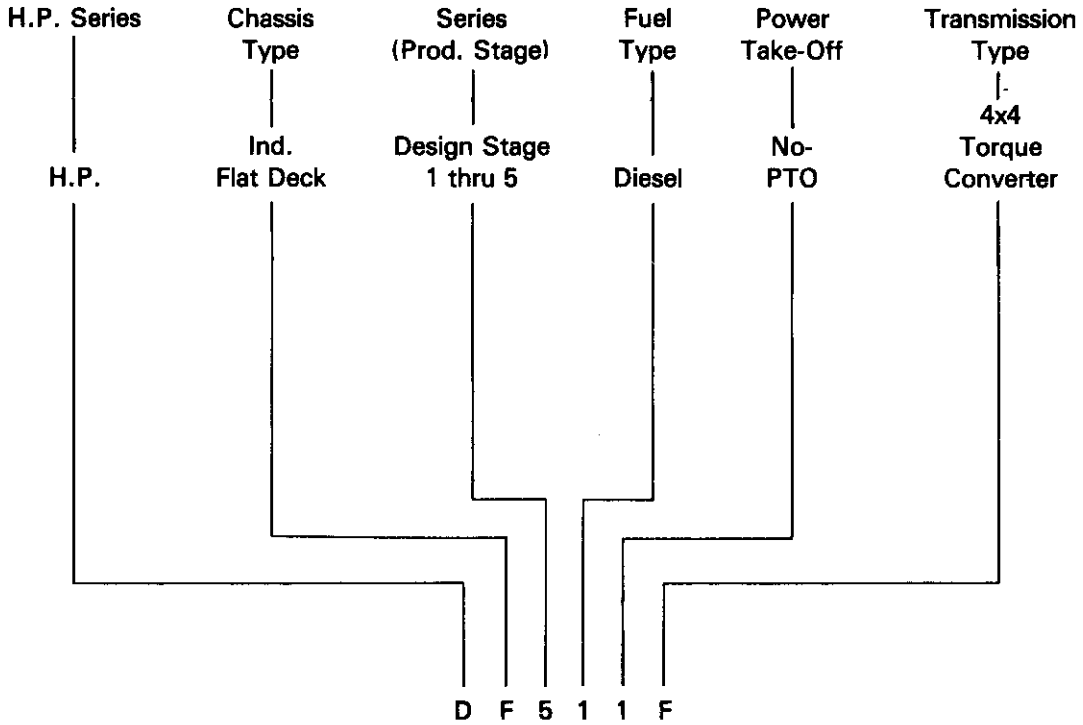 H.P. Series
Chassis
Type
Series
(Prod. Stage)
Fuel
Type
Power
Take-Off
Transmission
Type
H.P.
Ind.
Flat Deck
Design Stage
1 thru 5
Diesel
No-
PTO
4x4
Torque
Converter
D F 5 1 1 F